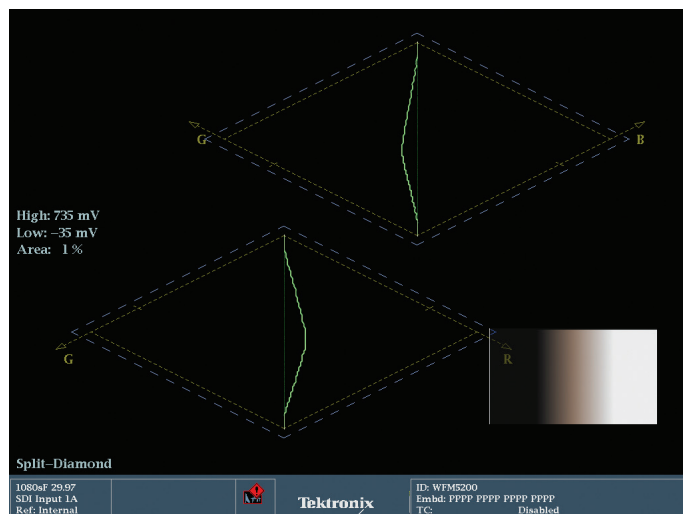 G B
High: 735 mV
Low: –35 mV
Area: 1 %
G R
Split–Diamond
1080sF 29.97
SDI Input 1A
Ref: Internal
Tektronix
ID: WFM5200
Embd: PPPP PPPP PPPP PPPP
TC: Disabled